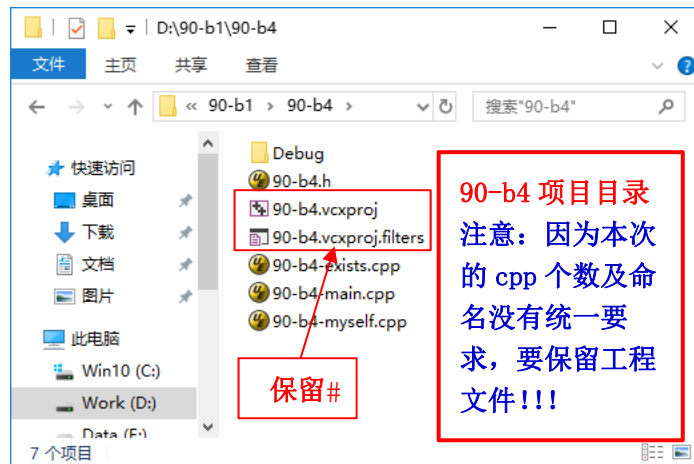 D:\90-b1\90-b4
文件 主页 共享 查看
« 90-b1 › 90-b4 ›
搜索"90-b4"
快速访问
桌面
下载
文档
图片
此电脑
Win10 (C:)
Work (D:)
Data (E:)
Debug
90-b4.h
90-b4.vcxproj
90-b4.vcxproj.filters
90-b4-exists.cpp
90-b4-main.cpp
90-b4-myself.cpp
保留#
90-b4 项目目录
注意：因为本次
的 cpp 个数及命
名没有统一要
求，要保留工程
文件!!!
7 个项目